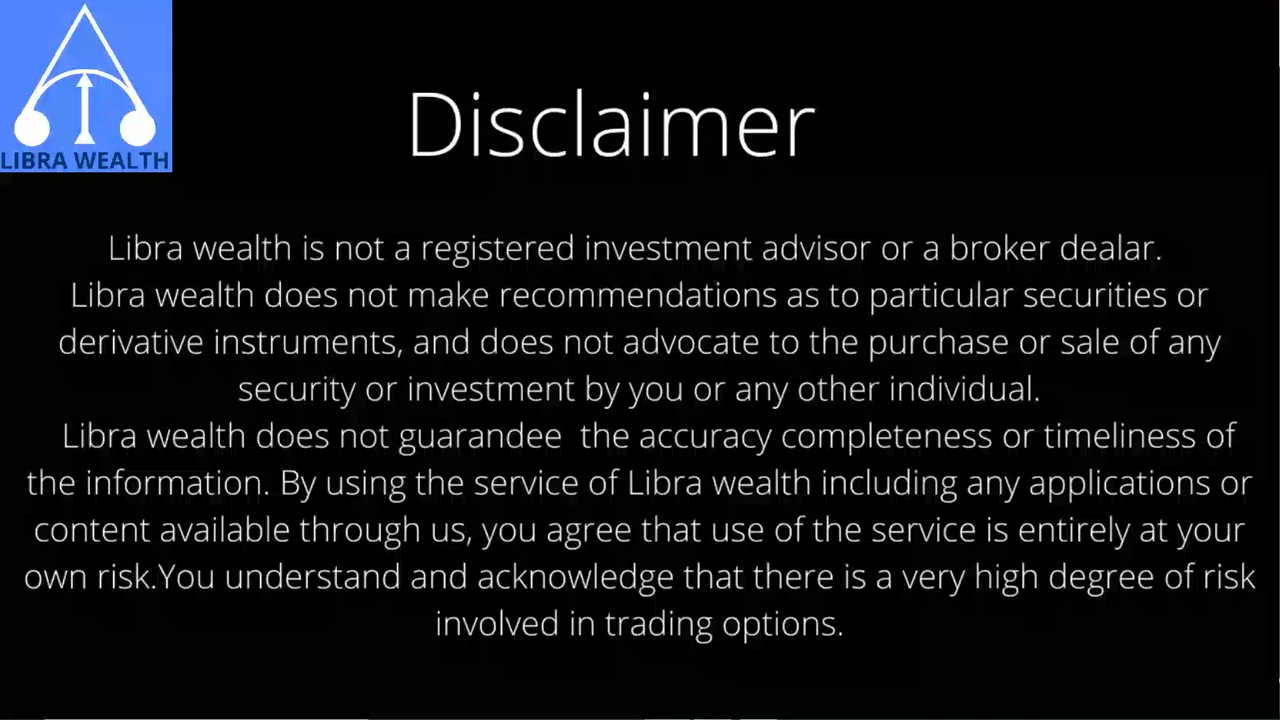 LIBRA WEALTH
Disclaimer
Libra wealth is not a registered investment advisor or a broker dealar.
Libra wealth does not make recommendations as to particular securities or
derivative instruments, and does not advocate to the purchase or sale of any
security or investment by you or any other individual.
Libra wealth does not guarandee  the accuracy completeness or timeliness of
the information. By using the service of Libra wealth including any applications or
content available through us, you agree that use of the service is entirely at your
own risk.You understand and acknowledge that there is a very high degree of risk
involved in trading options.